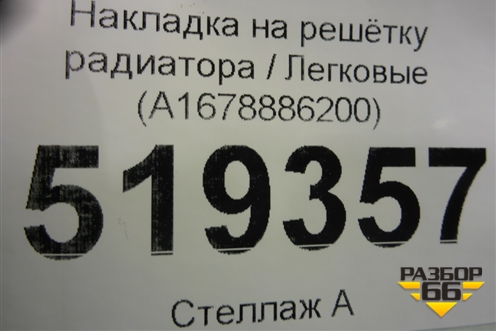 Накладка на решётку
радиатора / Легковые
(A1678886200)
519357
Стеллаж А
РАЗБОР
66